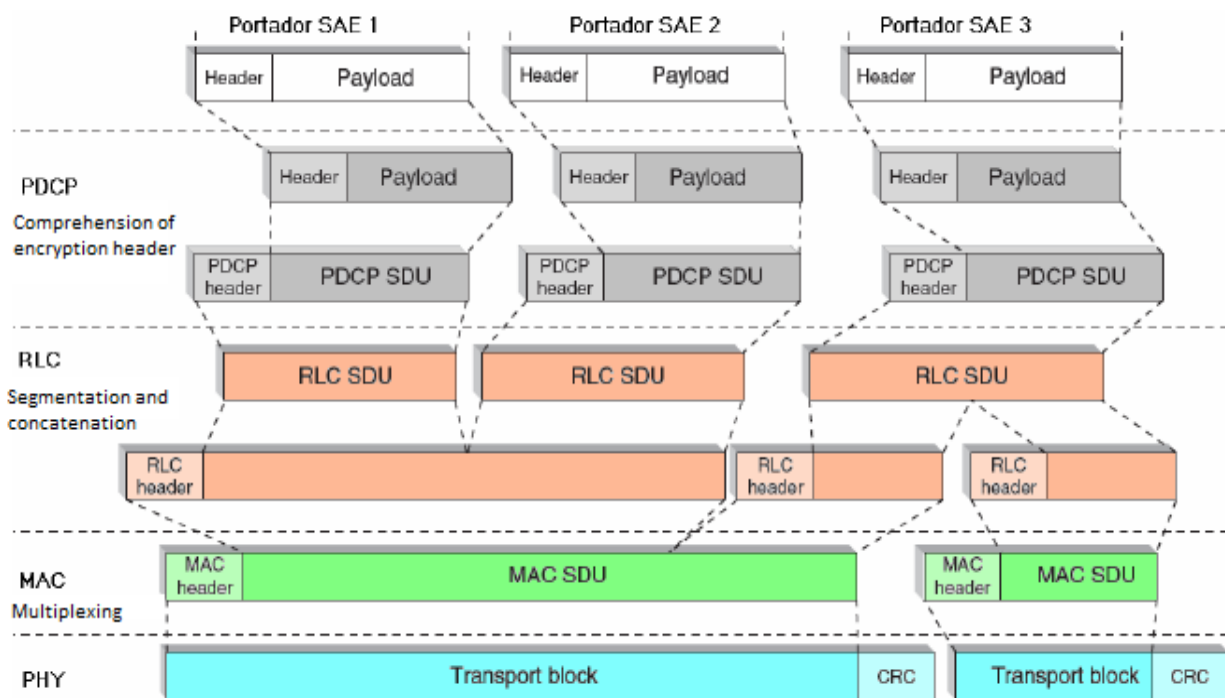 Portador SAE 1
Portador SAE 2
Portador SAE 3
Header
Payload
Header
Payload
Header
Payload
PDCP
Comprehension of
encryption header
Header
Payload
Header
Payload
Header
Payload
PDCP
header
PDCP SDU
PDCP
header
PDCP SDU
PDCP
header
PDCP SDU
RLC
Segmentation and
concatenation
RLC SDU
RLC SDU
RLC SDU
RLC
header
RLC
header
RLC
header
MAC
Multiplexing
MAC
header
MAC SDU
MAC
header
MAC SDU
PHY
Transport block
CRC
Transport block
CRC